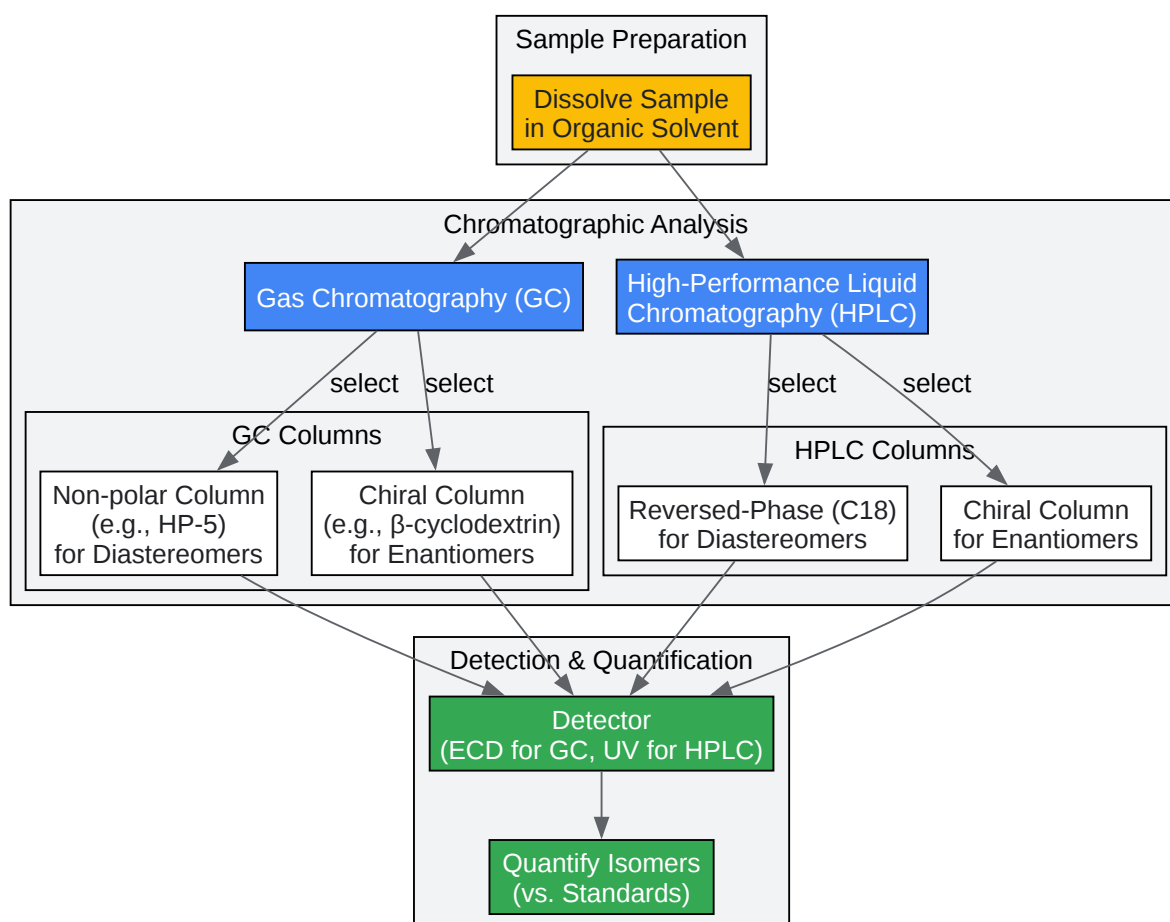 Sample Preparation
Dissolve Sample
in Organic Solvent
Chromatographic Analysis
Gas Chromatography (GC)
High-Performance Liquid
Chromatography (HPLC)
select
select
select
select
GC Columns
Non-polar Column
(e.g., HP-5)
for Diastereomers
Chiral Column
(e.g., β-cyclodextrin)
for Enantiomers
HPLC Columns
Reversed-Phase (C18)
for Diastereomers
Chiral Column
for Enantiomers
Detection & Quantification
Detector
(ECD for GC, UV for HPLC)
Quantify Isomers
(vs. Standards)